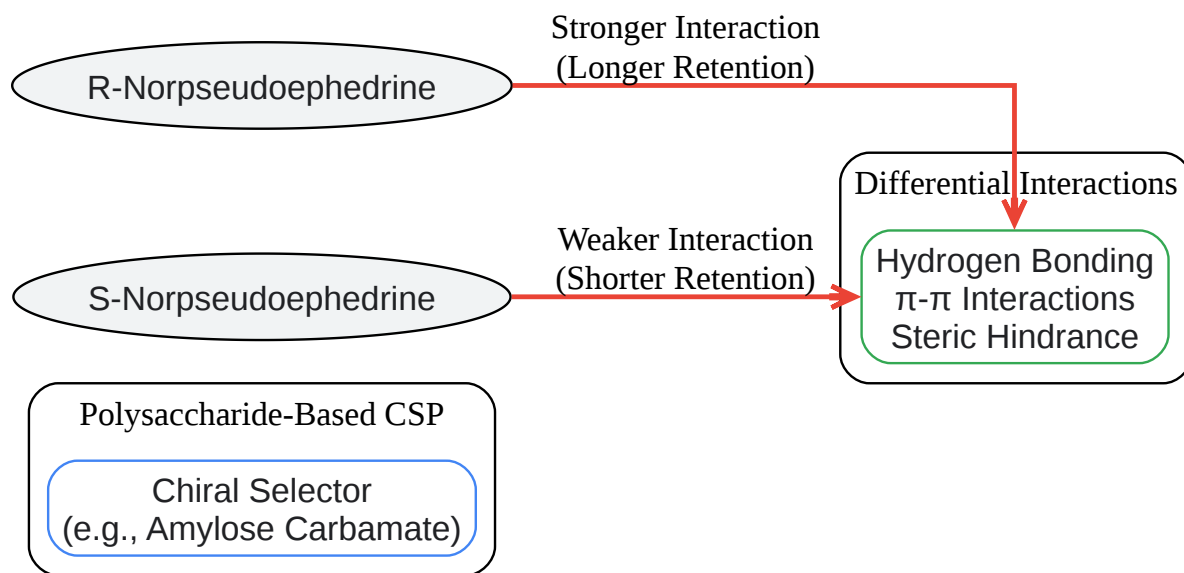 Stronger Interaction
(Longer Retention)
R-Norpseudoephedrine
Differential Interactions
Weaker Interaction
(Shorter Retention)
S-Norpseudoephedrine
Hydrogen Bonding
π-π Interactions
Steric Hindrance
Polysaccharide-Based CSP
Chiral Selector
(e.g., Amylose Carbamate)